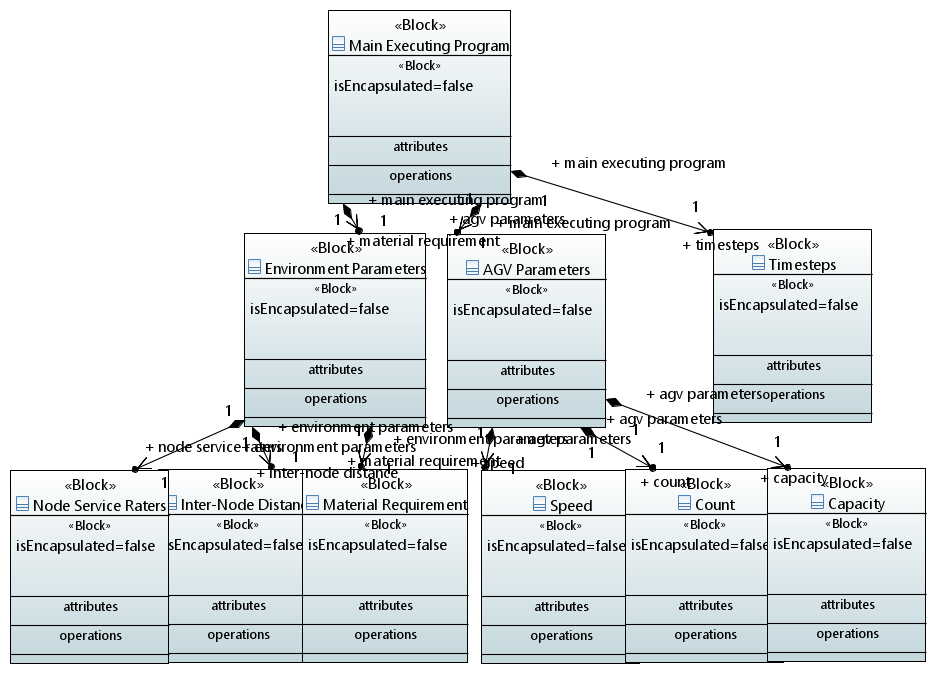 «Block»
Main Executing Program
«Block»
isEncapsulated=false
attributes
operations
+ main executing program
1
+ main executing program
1
1
+ agv parameters
+ main executing program
1
1
+ material requirement
+ timesteps
«Block»
Environment Parameters
«Block»
isEncapsulated=false
attributes
operations
«Block»
AGV Parameters
«Block»
isEncapsulated=false
attributes
operations
«Block»
Timesteps
«Block»
isEncapsulated=false
attributes
operations
+ agv parameters
+ agv parameters
1
+ environment parameters
+ node service raters
environment parameters
+ environment parameters
agv parameters
1
1
1
1
1
+ material requirement
+ speed
+ inter-node distance
1
1
+ count
+ capacity
«Block»
Node Service Raters
«Block»
isEncapsulated=false
attributes
operations
«Block»
Inter-Node Distan
«Block»
sEncapsulated=false
attributes
operations
«Block»
Material Requirement
«Block»
isEncapsulated=false
attributes
operations
«Block»
Speed
«Block»
isEncapsulated=false
attributes
operations
«Block»
Count
«Block»
isEncapsulated=false
attributes
operations
«Block»
Capacity
«Block»
isEncapsulated=false
attributes
operations